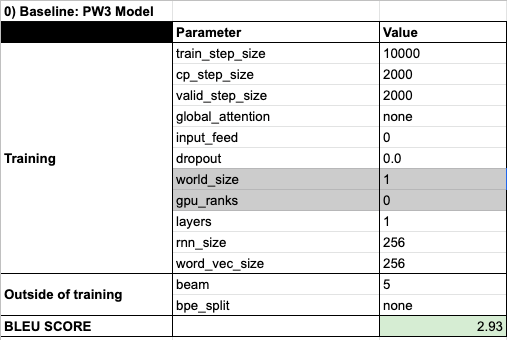 0) Baseline: PW3 Model
Parameter Value
train_step_size 10000
cp_step_size 2000
valid_step_size 2000
global_attention none
input_feed 0
dropout 0.0
Training
world_size 1
gpu_ranks 0
layers 1
rnn_size 256
word_vec_size 256
Outside of training
beam 5
bpe_split none
BLEU SCORE 2.93